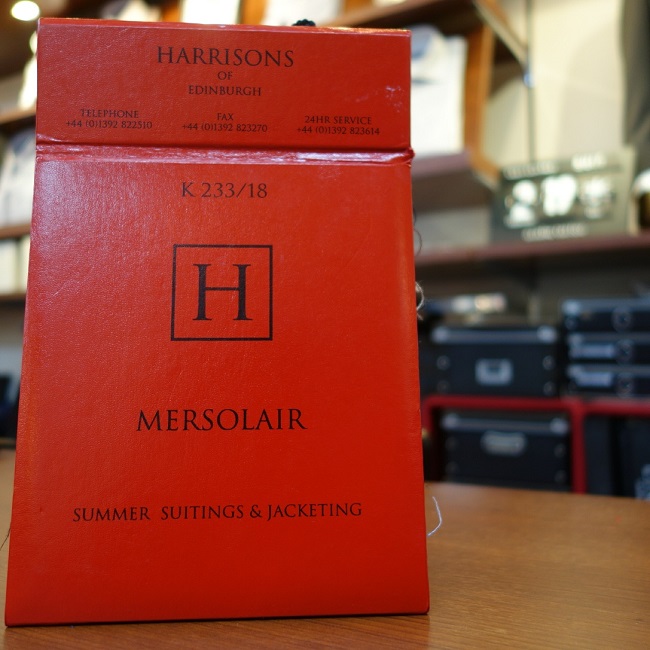 HARRISONS
OF
EDINBURGH
TELEPHONE
+44 (0)1392 822510
FAX
+44 (0)1392 823270
24HR SERVICE
+44 (0)1392 823614
K 233/18
H
MERSOLAIR
SUMMER SUITINGS & JACKETING